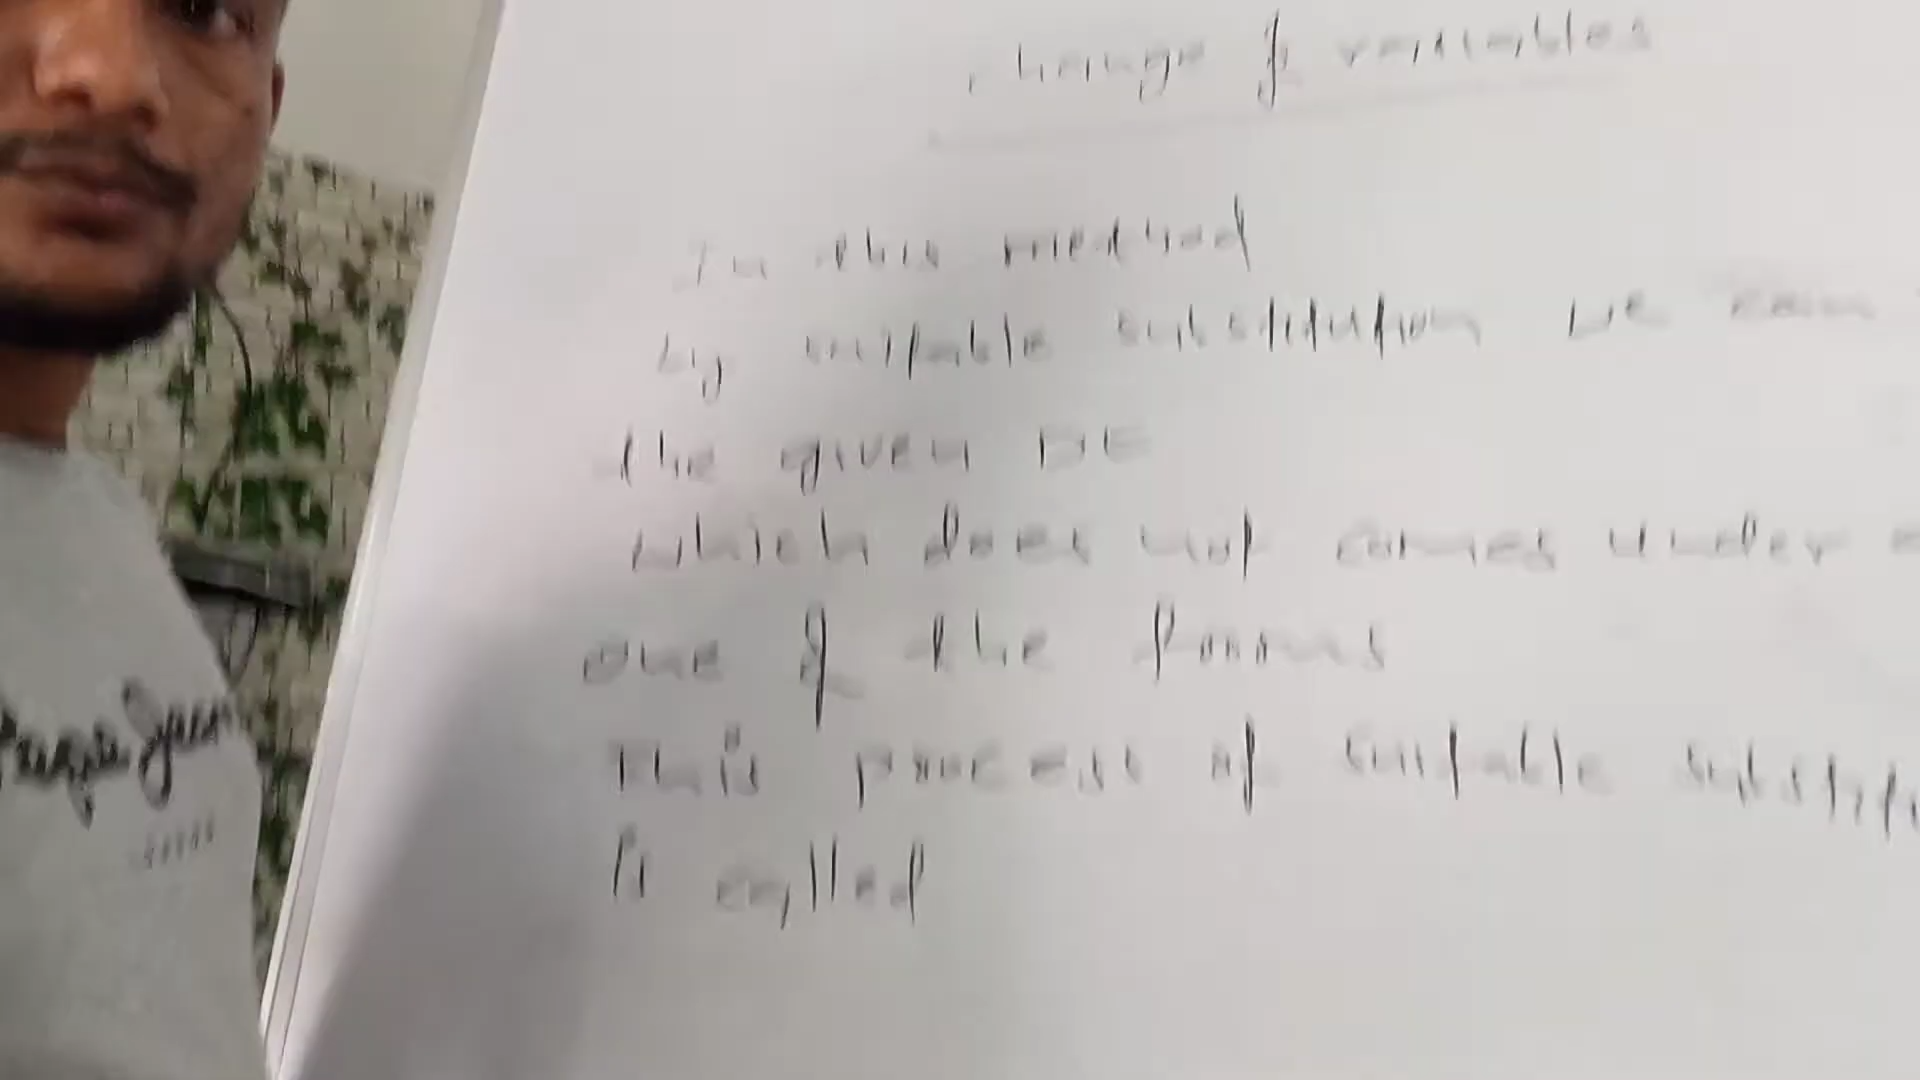 change of variables
In this method
by suitable substitution we can
the given DE
which does not comes under
one of the forms
This process of suitable substitu
is called